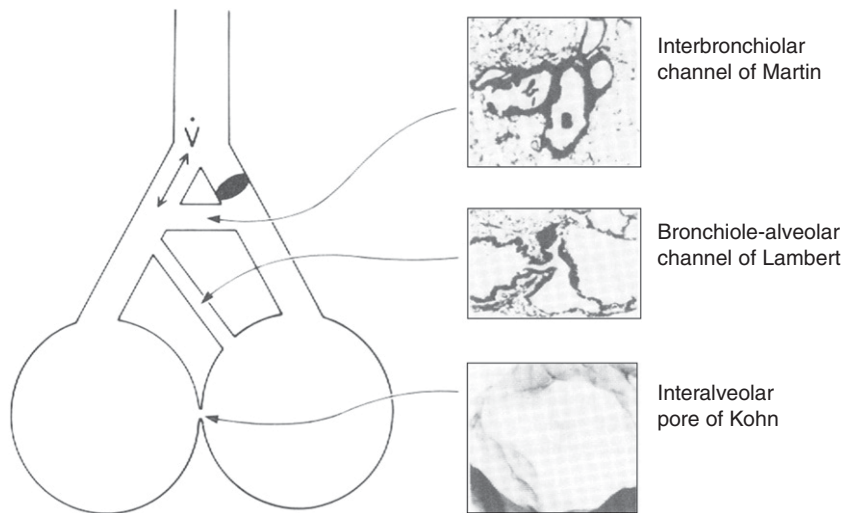 Interbronchiolar
channel of Martin
V̇
Bronchiole-alveolar
channel of Lambert
Interalveolar
pore of Kohn